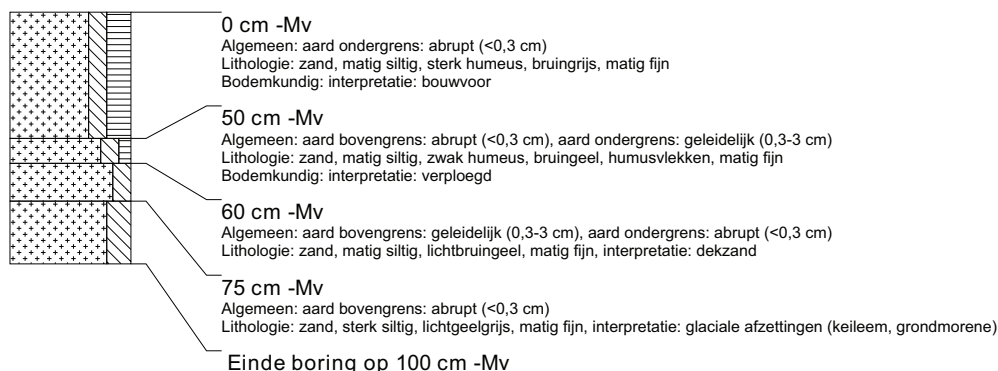 0 cm -Mv
Algemeen: aard ondergrens: abrupt (<0,3 cm)
Lithologie: zand, matig siltig, sterk humeus, bruingrijs, matig fijn
Bodemkundig: interpretatie: bouwvoor
50 cm -Mv
Algemeen: aard bovengrens: abrupt (<0,3 cm), aard ondergrens: geleidelijk (0,3-3 cm)
Lithologie: zand, matig siltig, zwak humeus, bruingeel, humusvlekken, matig fijn
Bodemkundig: interpretatie: verploegd
60 cm -Mv
Algemeen: aard bovengrens: geleidelijk (0,3-3 cm), aard ondergrens: abrupt (<0,3 cm)
Lithologie: zand, matig siltig, lichtbruingeel, matig fijn, interpretatie: dekzand
75 cm -Mv
Algemeen: aard bovengrens: abrupt (<0,3 cm)
Lithologie: zand, sterk siltig, lichtgeelgrijs, matig fijn, interpretatie: glaciale afzettingen (keileem, grondmorene)
Einde boring op 100 cm -Mv